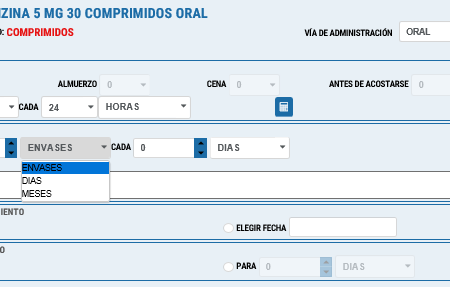 ZINA 5 MG 30 COMPRIMIDOS ORAL
O: COMPRIMIDOS
VÍA DE ADMINISTRACIÓN ORAL
ALMUERZO 0 CENA 0 ANTES DE ACOSTARSE 0
CADA 24 HORAS
ENVASES CADA 0 DIAS
ENVASES
DIAS
MESES
IENTO
ELEGIR FECHA
O
PARA 0 DIAS